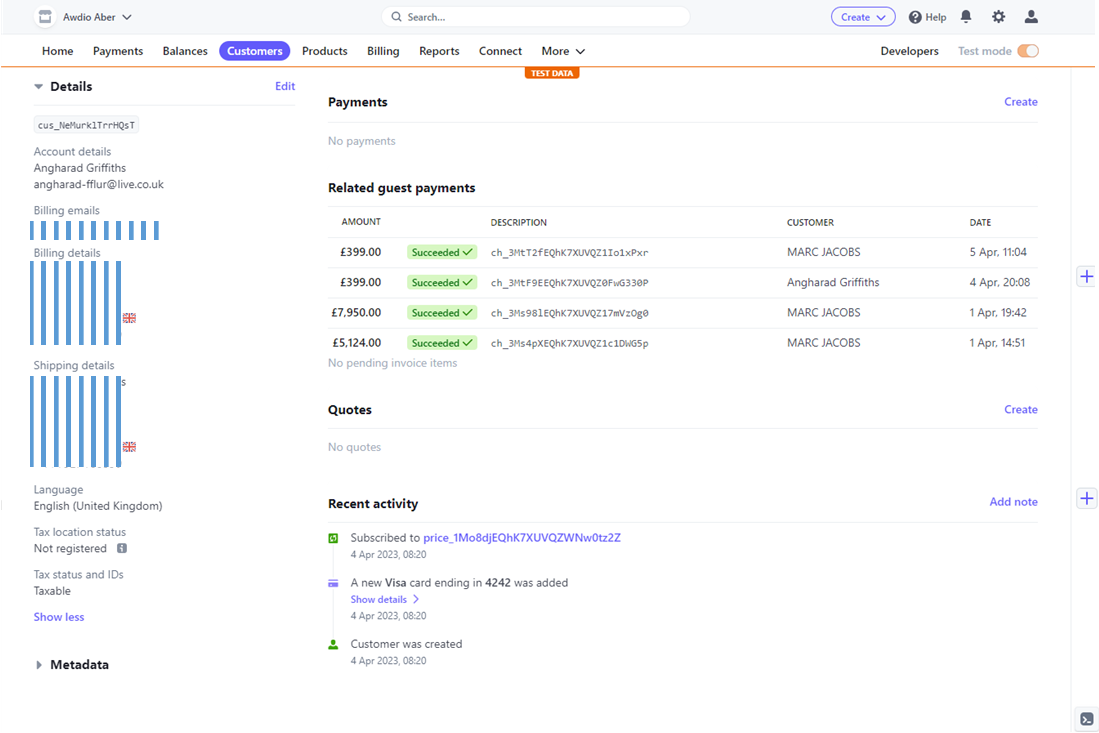 Awdio Aber
Search...
Create
Help
Home Payments Balances Customers Products Billing Reports Connect More
Developers Test mode
TEST DATA
Details Edit
cus_NeMurklTrrHQsT
Account details
Angharad Griffiths
angharad-fflur@live.co.uk
Billing emails
Billing details
Shipping details
s
Language
English (United Kingdom)
Tax location status
Not registered
Tax status and IDs
Taxable
Show less
Metadata
Payments Create
No payments
Related guest payments
AMOUNT DESCRIPTION CUSTOMER DATE
£399.00 Succeeded ch_3MtT2fEQhK7XUVQZ1Io1xPxr MARC JACOBS 5 Apr, 11:04
£399.00 Succeeded ch_3MtF9EEQhK7XUVQZ0FwG330P Angharad Griffiths 4 Apr, 20:08
£7,950.00 Succeeded ch_3Ms98lEQhK7XUVQZ17mVzOg0 MARC JACOBS 1 Apr, 19:42
£5,124.00 Succeeded ch_3Ms4pXEQhK7XUVQZ1c1DWG5p MARC JACOBS 1 Apr, 14:51
No pending invoice items
Quotes Create
No quotes
Recent activity Add note
Subscribed to price_1Mo8djEQhK7XUVQZWNw0tz2Z
4 Apr 2023, 08:20
A new Visa card ending in 4242 was added
Show details
4 Apr 2023, 08:20
Customer was created
4 Apr 2023, 08:20